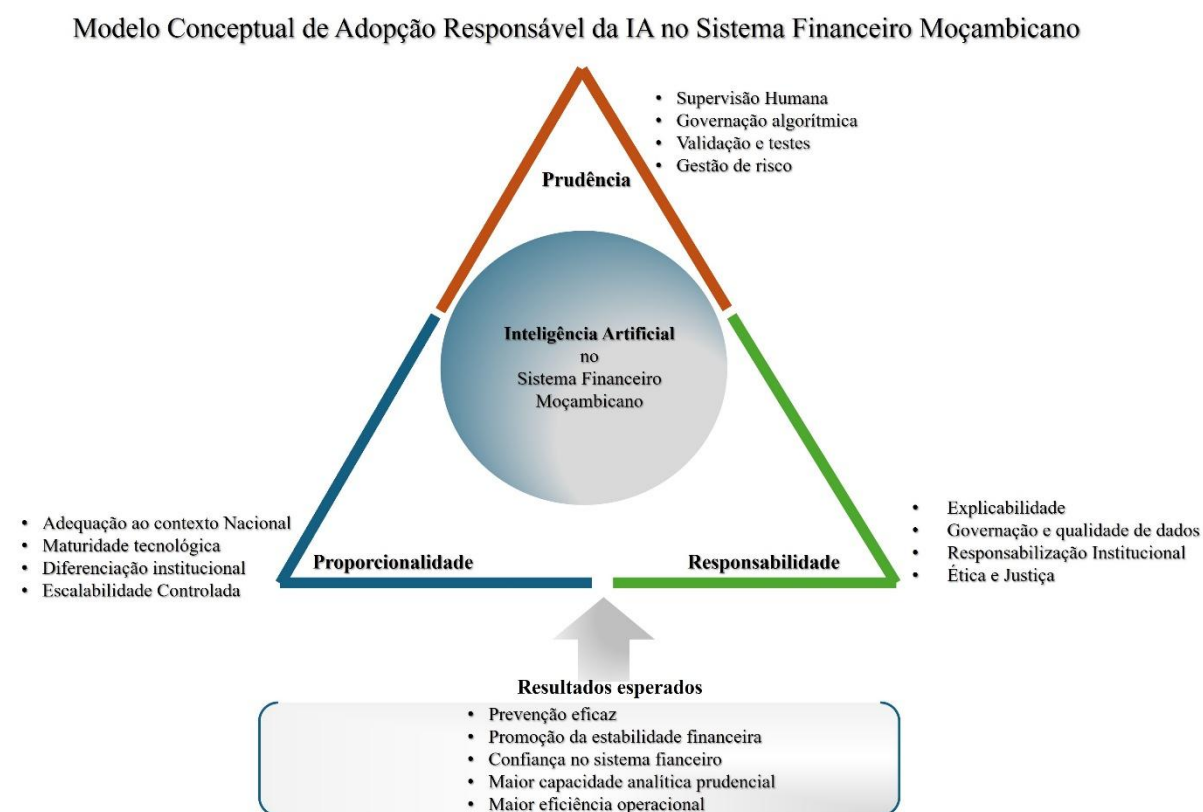 Modelo Conceptual de Adopção Responsável da IA no Sistema Financeiro Moçambicano
• Supervisão Humana
• Governação algorítmica
• Validação e testes
• Gestão de risco
Prudência
Inteligência Artificial
no
Sistema Financeiro
Moçambicano
• Adequação ao contexto Nacional
• Maturidade tecnológica
• Diferenciação institucional
• Escalabilidade Controlada
Proporcionalidade
Responsabilidade
• Explicabilidade
• Governação e qualidade de dados
• Responsabilização Institucional
• Ética e Justiça
Resultados esperados
• Prevenção eficaz
• Promoção da estabilidade financeira
• Confiança no sistema fianceiro
• Maior capacidade analítica prudencial
• Maior eficiência operacional